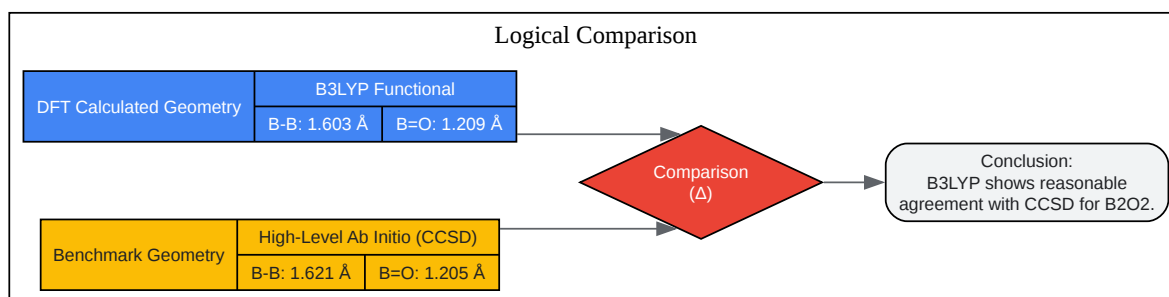 Logical Comparison
DFT Calculated Geometry
B3LYP Functional
B-B: 1.603 Å
B=O: 1.209 Å
Benchmark Geometry
High-Level Ab Initio (CCSD)
B-B: 1.621 Å
B=O: 1.205 Å
Comparison
(Δ)
Conclusion:
B3LYP shows reasonable
agreement with CCSD for B2O2.